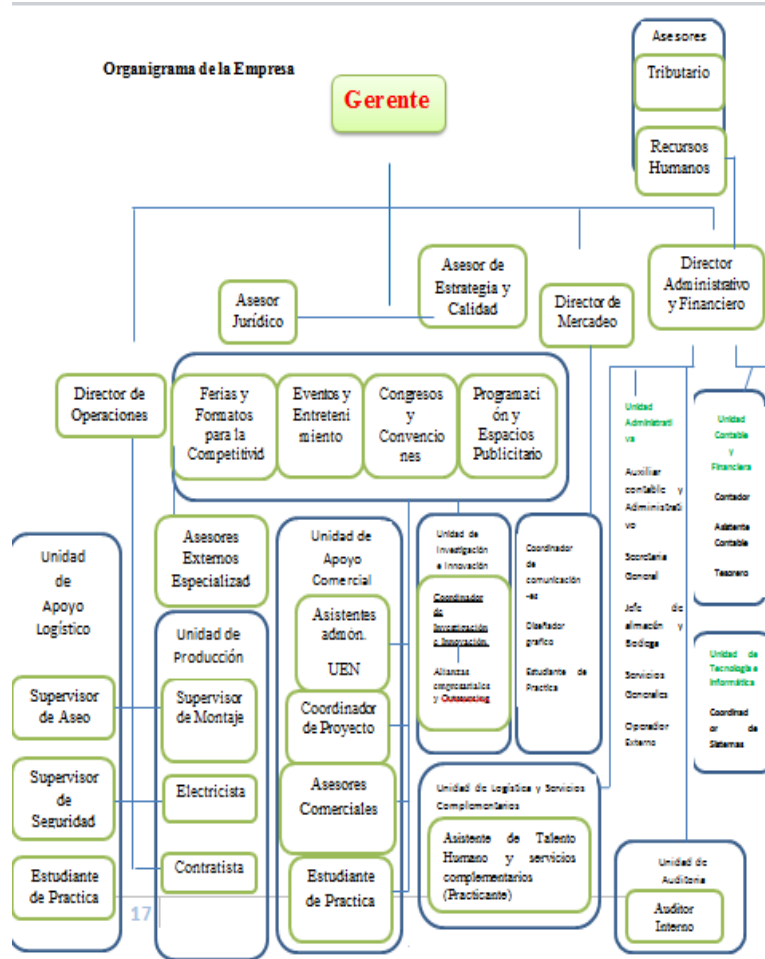 Organigrama de la Empresa
Gerente
Asesores
Tributario
Recursos
Humanos
Asesor
Jurídico
Asesor de
Estrategia y
Calidad
Director de
Mercadeo
Director
Administrativo
y Financiero
Director de
Operaciones
Ferias y
Formatos
para la
Competitivid
Eventos y
Entreteni
miento
Congresos
y
Convencio
nes
Programaci
ón y
Espacios
Publicitario
Unidad
de
Apoyo
Logístico
Supervisor
de Aseo
Supervisor
de
Seguridad
Estudiante
de Practica
Asesores
Externos
Especializad
Unidad de
Producción
Supervisor
de Montaje
Electricista
Contratista
Unidad de
Apoyo
Comercial
Asistentes
admón.
UEN
Coordinador
de Proyecto
Asesores
Comerciales
Estudiante
de Practica
Unidad de
Investigación
e Innovación
Coordinador
de
Investigación
e Innovación.
Alianzas
empresariales
y Outsourcing
Coordinador
de
comunicación
-es
Diseñador
grafico
Estudiante de
Practica
Unidad
Administrati
va
Auxiliar
contable y
Administrati
vo
Secretaria
General
Jefe de
almacén y
Bodega
Servicios
Generales
Operador
Externo
Unidad
Contable
y
Financiera
Contador
Asistente
Contable
Tesorero
Unidad de
Tecnología e
Informática
Coordinad
or de
Sistemas
Unidad de Logística y Servicios
Complementarios
Asistente de Talento
Humano y servicios
complementarios
(Practicante)
Unidad de
Auditoria
Auditor
Interno
17